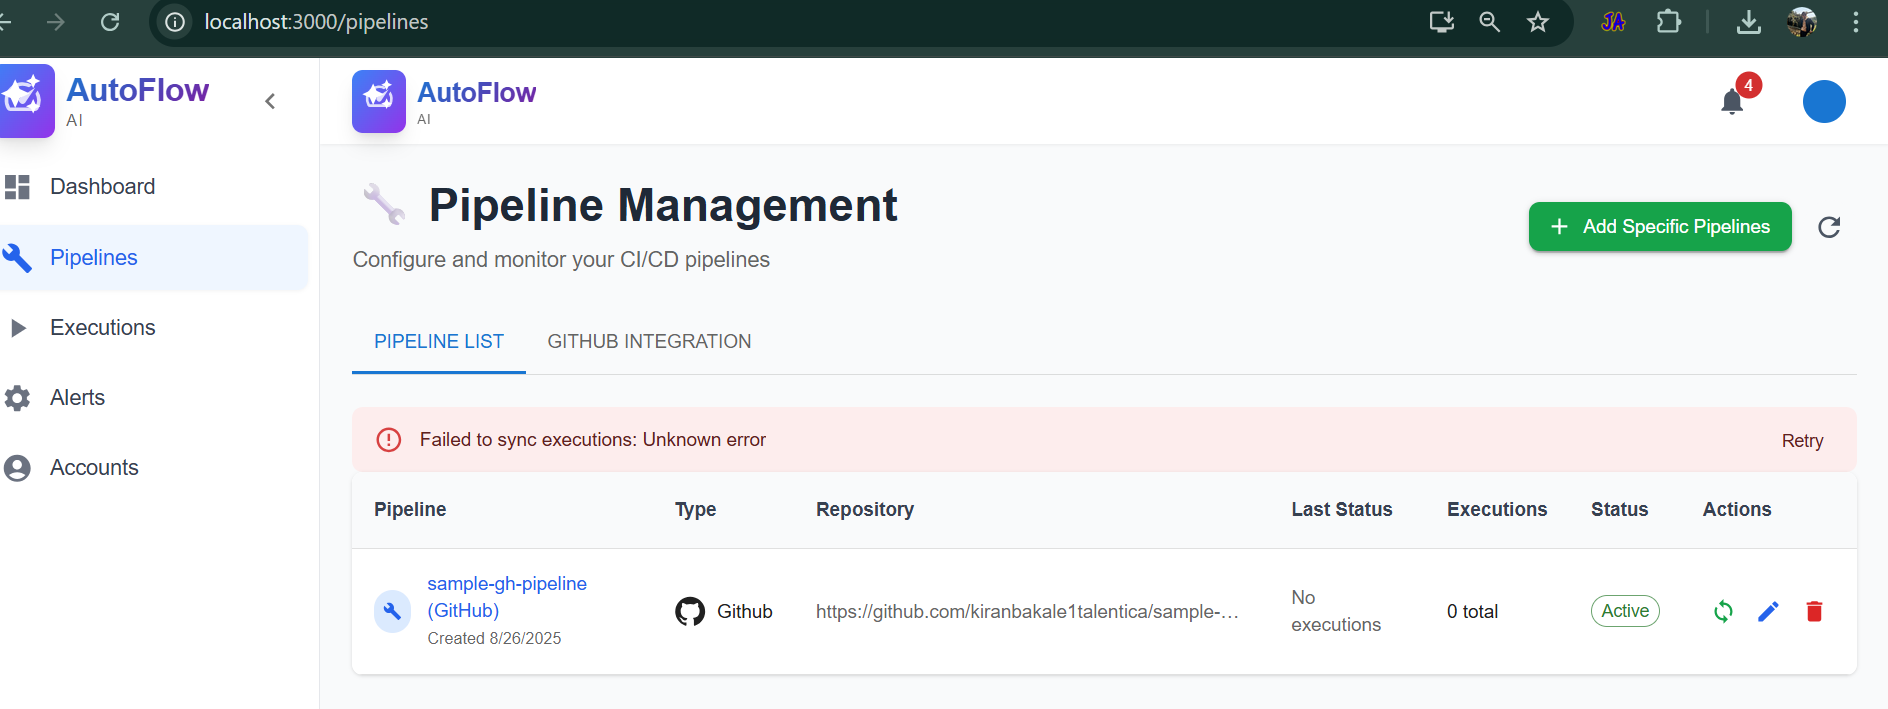 localhost:3000/pipelines
JA
AutoFlow
AI
AutoFlow
AI
4
Dashboard
Pipelines
Executions
Alerts
Accounts
Pipeline Management
Configure and monitor your CI/CD pipelines
+ Add Specific Pipelines
PIPELINE LIST
GITHUB INTEGRATION
Failed to sync executions: Unknown error
Retry
Pipeline
Type
Repository
Last Status
Executions
Status
Actions
sample-gh-pipeline
(GitHub)
Created 8/26/2025
Github
https://github.com/kiranbakale1talentica/sample-...
No
executions
0 total
Active